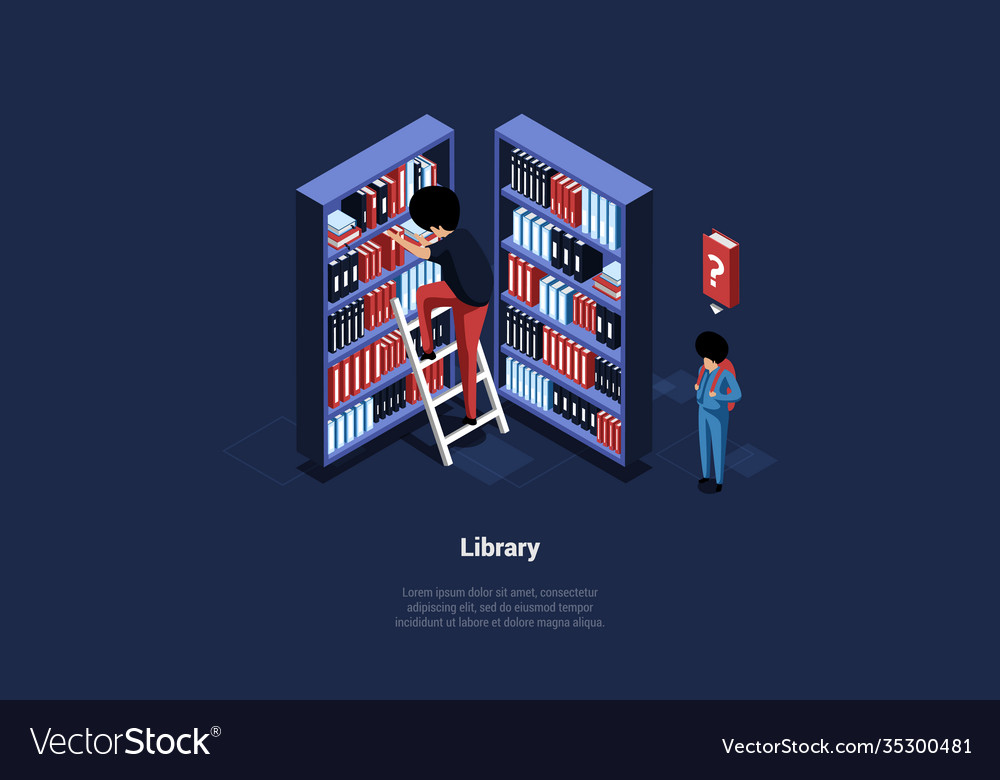 ?
Library
Lorem ipsum dolor sit amet, consectetur
adipiscing elit, sed do eiusmod tempor
incididunt ut labore et dolore magna aliqua.
VectorStock®
VectorStock.com/35300481